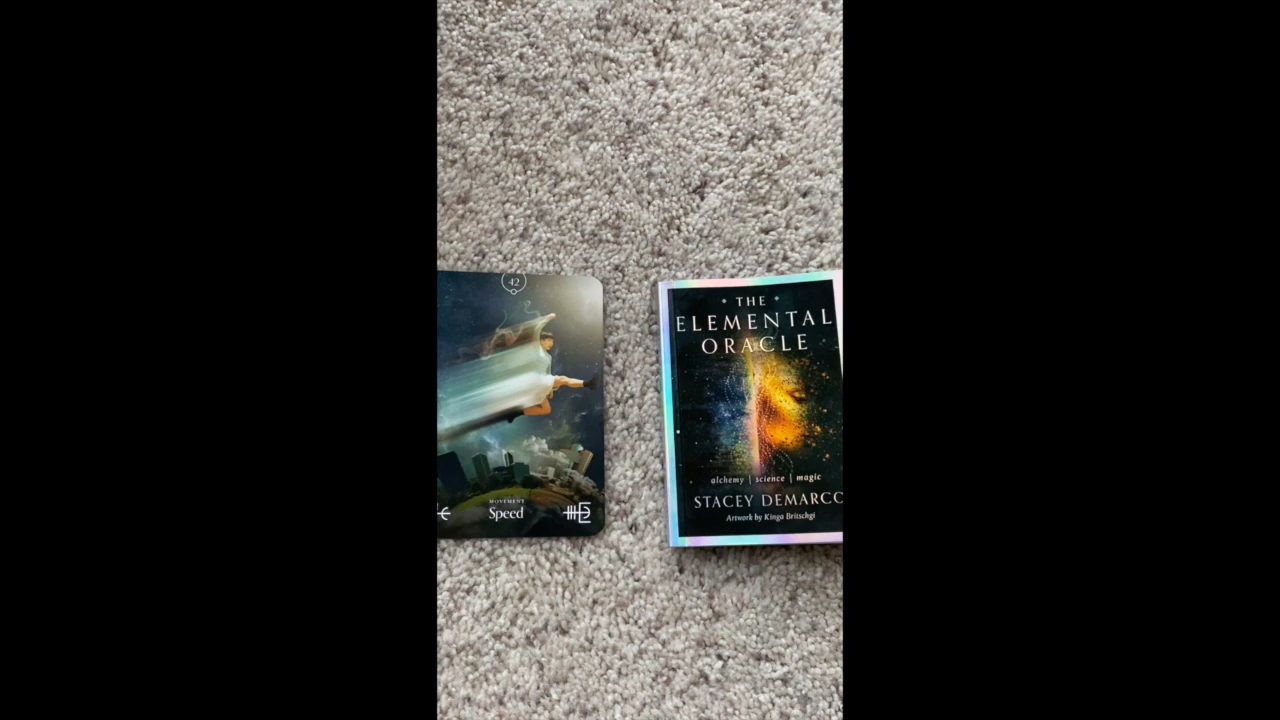 42
MOVEMENT
Speed
THE
ELEMENTAL
ORACLE
alchemy | science | magic
STACEY DEMARCO
Artwork by Kinga Britschgi